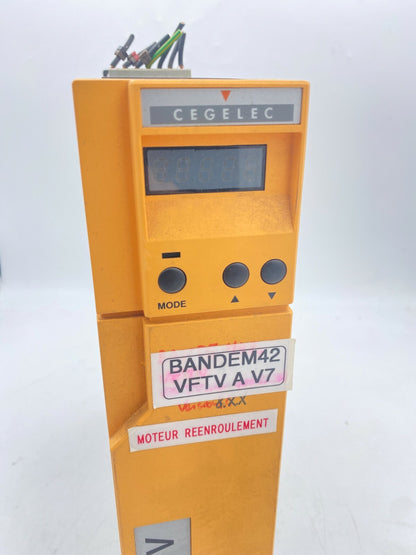 CEGELEC
MODE
▲ ▼
BANDEM42
VFTV A V7
MOTEUR REENROULEMENT
V